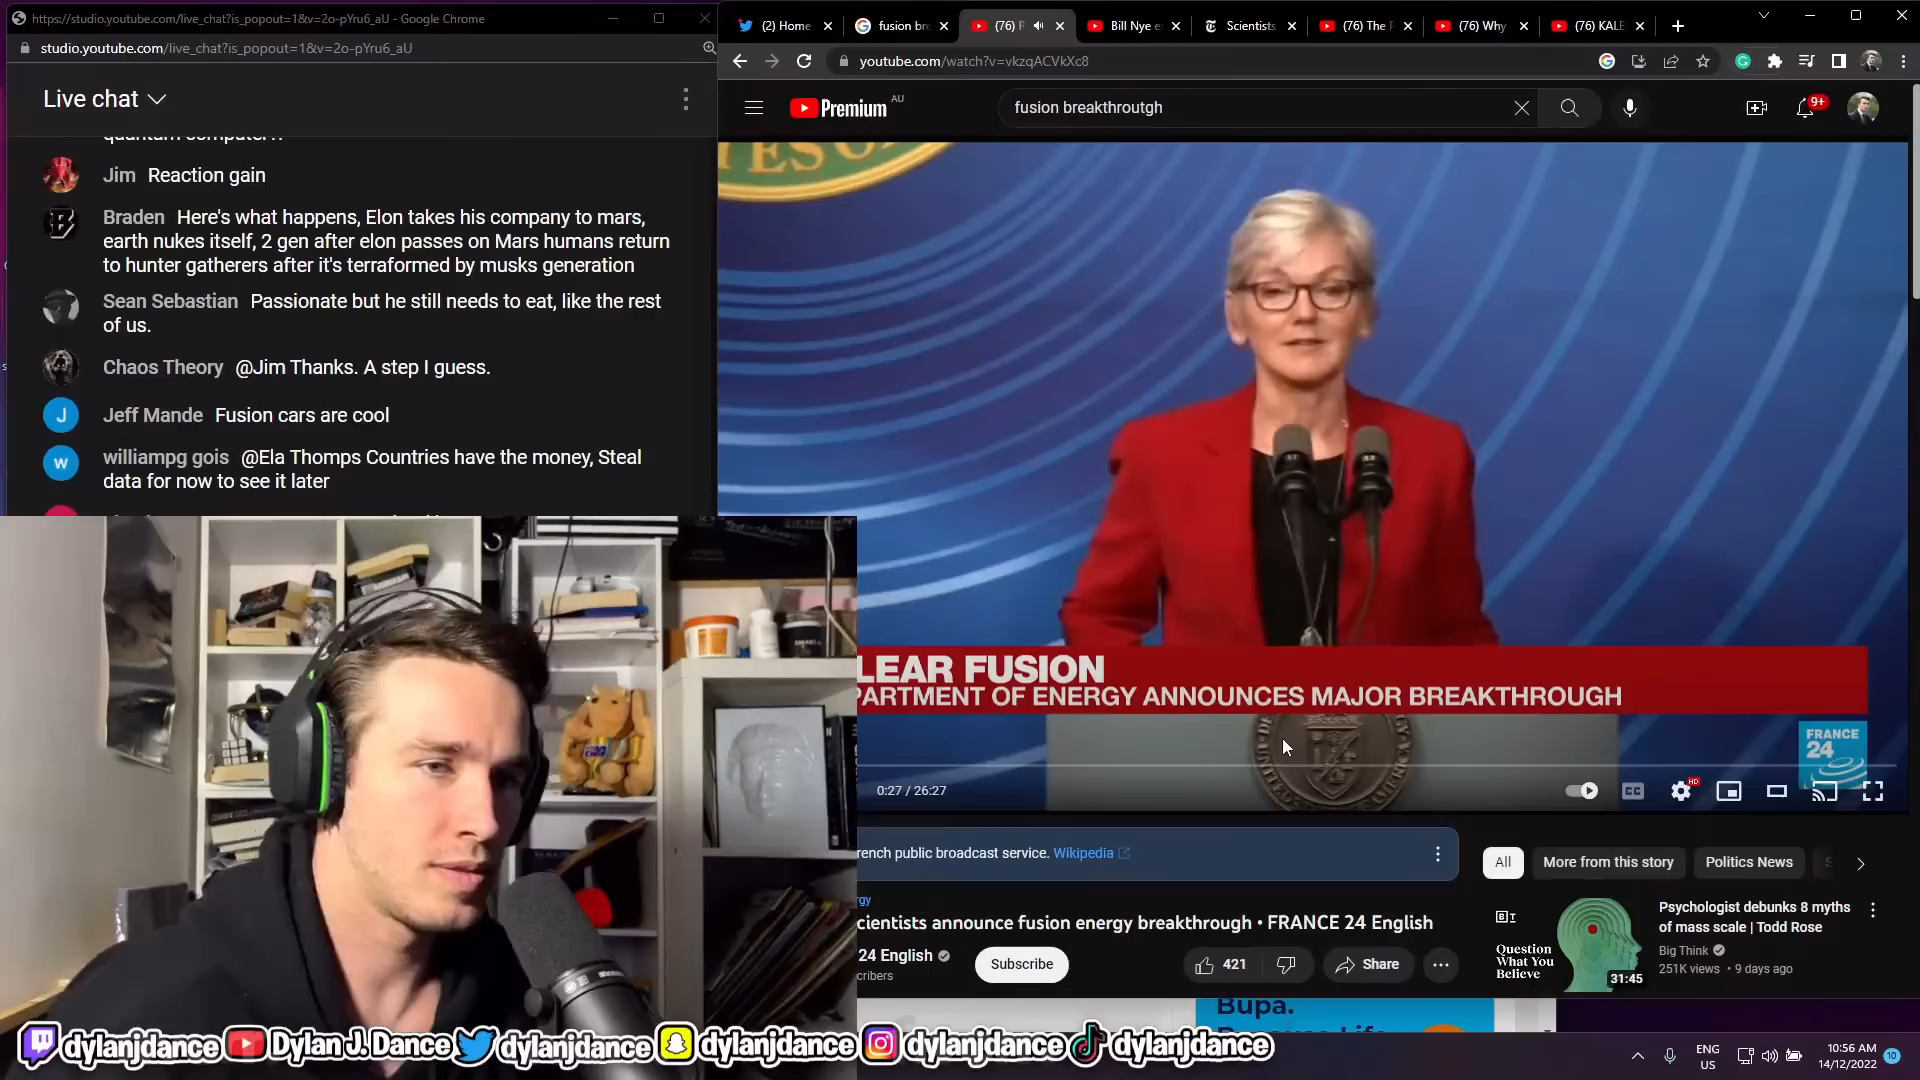 https://studio.youtube.com/live_chat?is_popout=1&v=2o-pYru6_aU - Google Chrome
studio.youtube.com/live_chat?is_popout=1&v=2o-pYru6_aU
Live chat
Jim Reaction gain
Braden Here's what happens, Elon takes his company to mars,
earth nukes itself, 2 gen after elon passes on Mars humans return
to hunter gatherers after it's terraformed by musks generation
Sean Sebastian Passionate but he still needs to eat, like the rest
of us.
Chaos Theory @Jim Thanks. A step I guess.
J Jeff Mande Fusion cars are cool
w williampg gois @Ela Thomps Countries have the money, Steal
data for now to see it later
(2) Home
fusion bre
(76) R
Bill Nye e
Scientists
(76) The F
(76) Why
(76) KALE
youtube.com/watch?v=vkzqACVkXc8
Premium AU
fusion breakthroutgh
9+
LEAR FUSION
PARTMENT OF ENERGY ANNOUNCES MAJOR BREAKTHROUGH
FRANCE
24
0:27 / 26:27
CC
HD
rench public broadcast service. Wikipedia
rgy
cientists announce fusion energy breakthrough • FRANCE 24 English
24 English
cribers
Subscribe
421
Share
All
More from this story
Politics News
BT
Question
What You
Believe
31:45
Psychologist debunks 8 myths
of mass scale | Todd Rose
Big Think
251K views • 9 days ago
Bupa.
dylanjdance
Dylan J. Dance
dylanjdance
dylanjdance
dylanjdance
dylanjdance
ENG
US
10:56 AM
14/12/2022
10